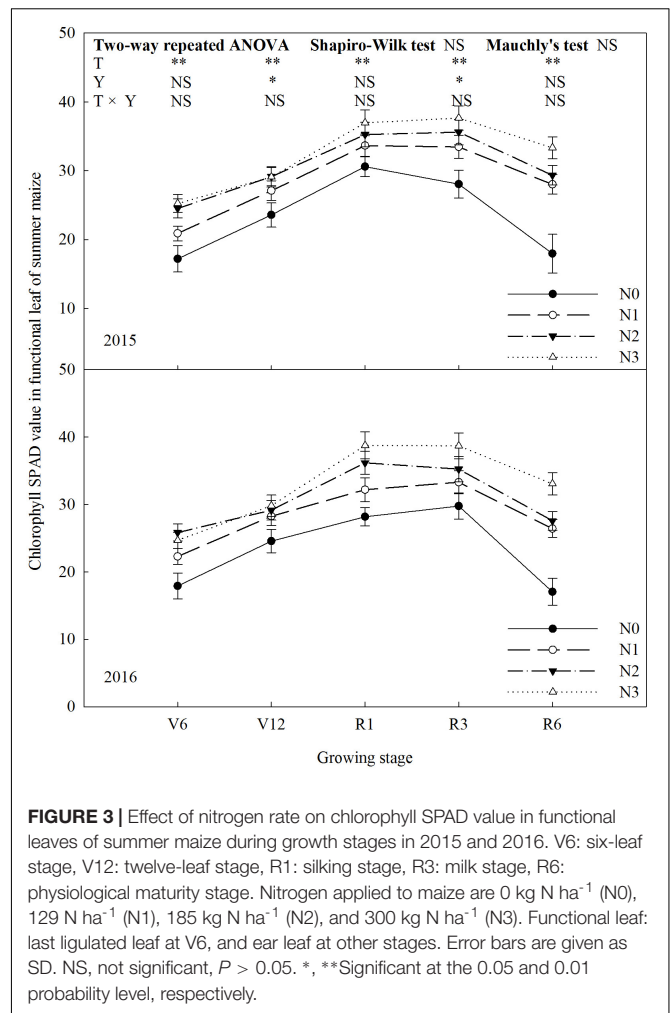 50
Two-way repeated ANOVA Shapiro-Wilk test NS Mauchly's test NS
T ** ** ** ** **
Y NS * NS * NS
T × Y NS NS NS NS NS
40
30
20
10
2015
N0
N1
N2
N3
50
40
30
20
10
0
2016
N0
N1
N2
N3
Chlorophyll SPAD value in functional leaf of summer maize
V6 V12 R1 R3 R6
Growing stage
FIGURE 3 | Effect of nitrogen rate on chlorophyll SPAD value in functional
leaves of summer maize during growth stages in 2015 and 2016. V6: six-leaf
stage, V12: twelve-leaf stage, R1: silking stage, R3: milk stage, R6:
physiological maturity stage. Nitrogen applied to maize are 0 kg N ha⁻¹ (N0),
129 N ha⁻¹ (N1), 185 kg N ha⁻¹ (N2), and 300 kg N ha⁻¹ (N3). Functional leaf:
last ligulated leaf at V6, and ear leaf at other stages. Error bars are given as
SD. NS, not significant, P > 0.05. *, **Significant at the 0.05 and 0.01
probability level, respectively.